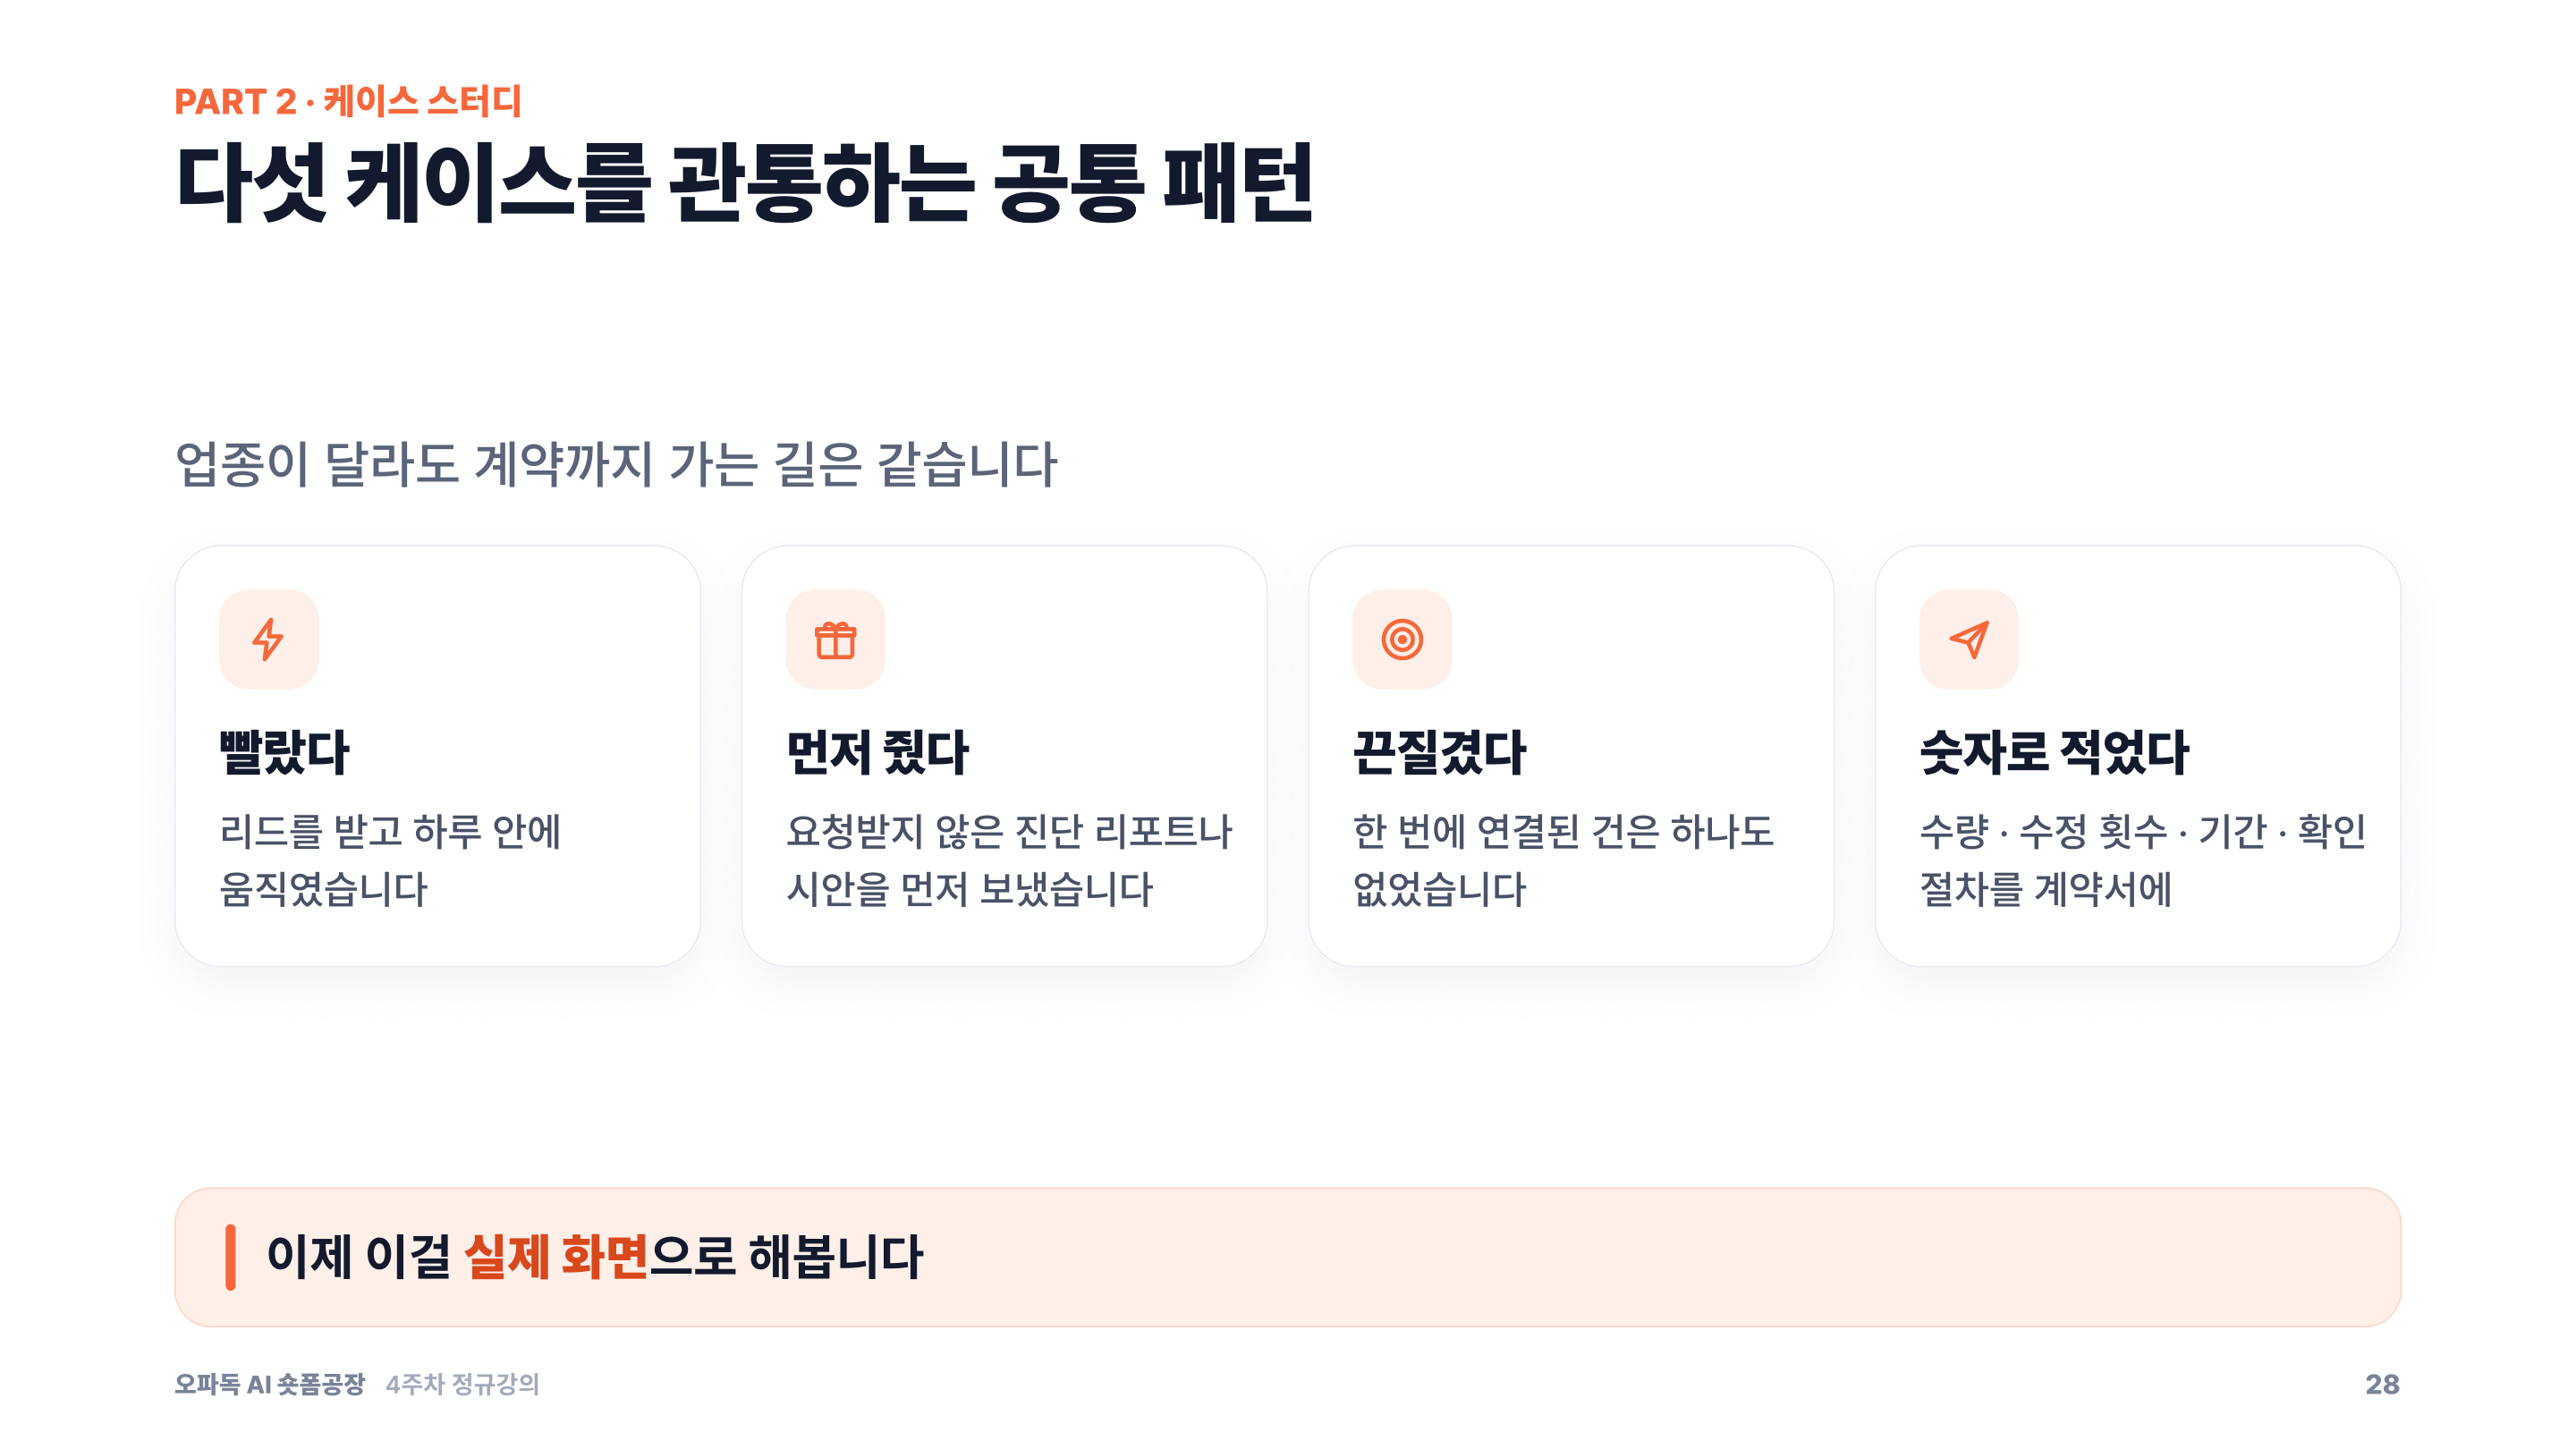 PART 2 · 케이스 스터디
다섯 케이스를 관통하는 공통 패턴
업종이 달라도 계약까지 가는 길은 같습니다
빨랐다
리드를 받고 하루 안에
움직였습니다
먼저 줬다
요청받지 않은 진단 리포트나
시안을 먼저 보냈습니다
끈질겼다
한 번에 연결된 건은 하나도
없었습니다
숫자로 적었다
수량 · 수정 횟수 · 기간 · 확인
절차를 계약서에
이제 이걸 실제 화면으로 해봅니다
오파독 AI 숏폼공장 4주차 정규강의
28